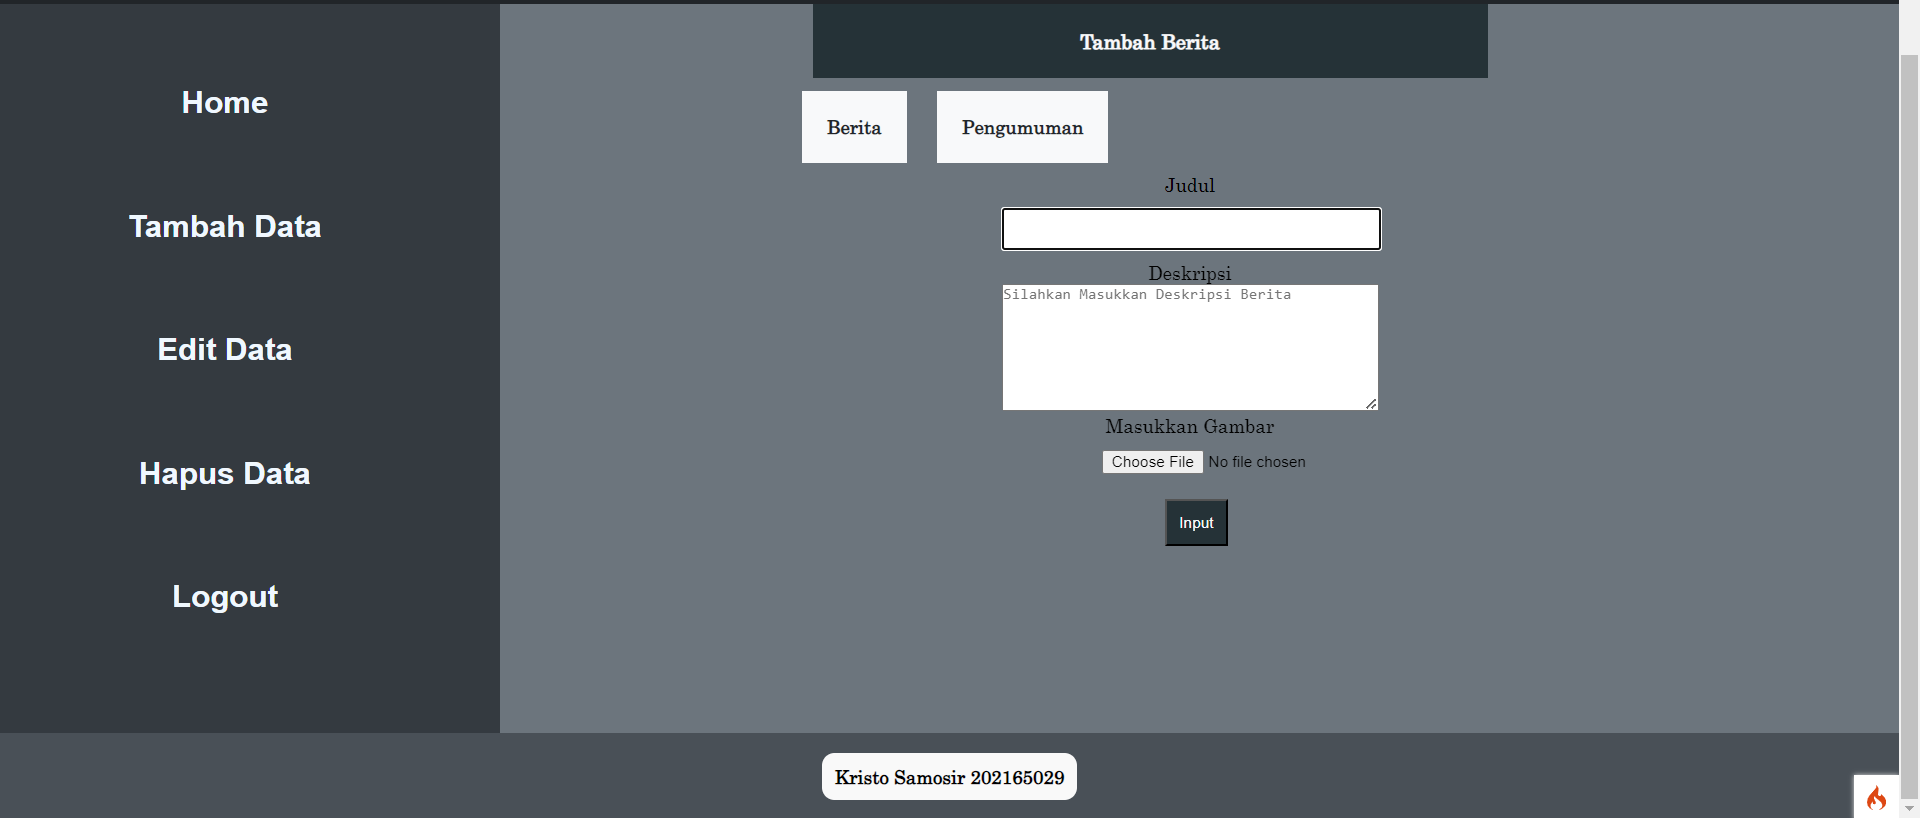 Home
Tambah Data
Edit Data
Hapus Data
Logout
Tambah Berita
Berita
Pengumuman
Judul
Deskripsi
Silahkan Masukkan Deskripsi Berita
Masukkan Gambar
Choose File No file chosen
Input
Kristo Samosir 202165029